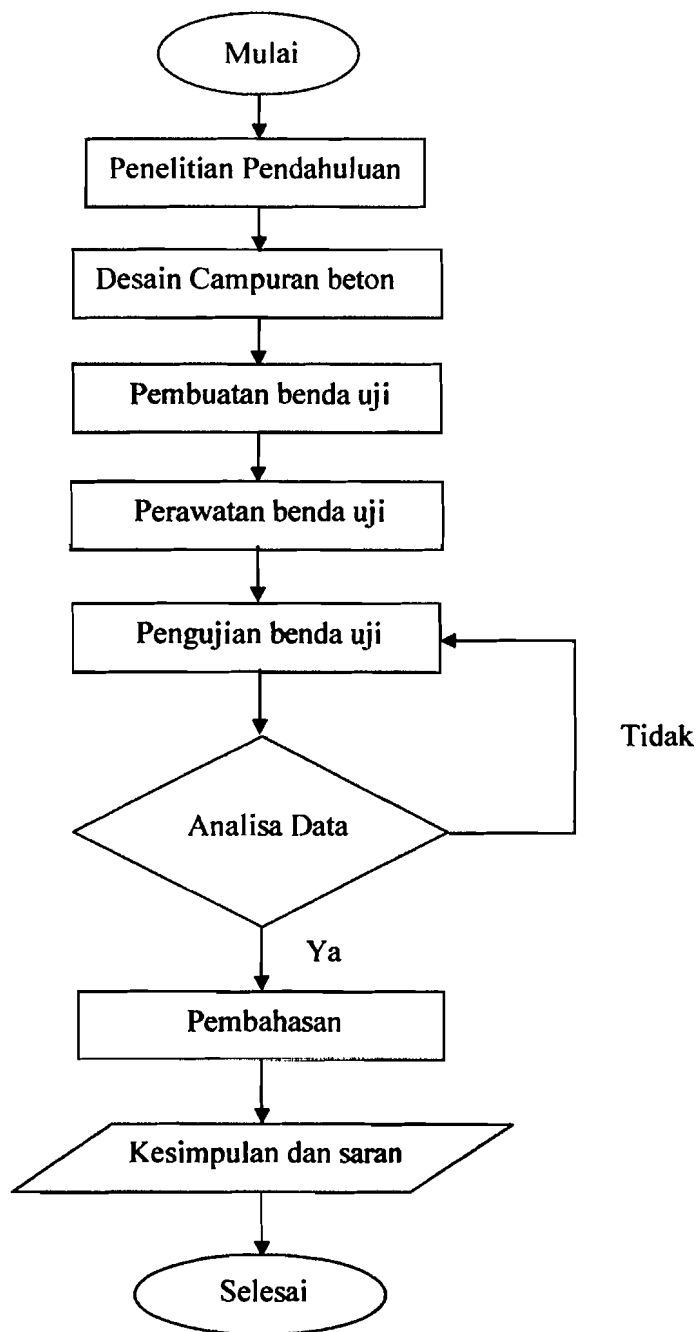 Mulai
Penelitian Pendahuluan
Desain Campuran beton
Pembuatan benda uji
Perawatan benda uji
Pengujian benda uji
Tidak
Analisa Data
Ya
Pembahasan
Kesimpulan dan saran
Selesai